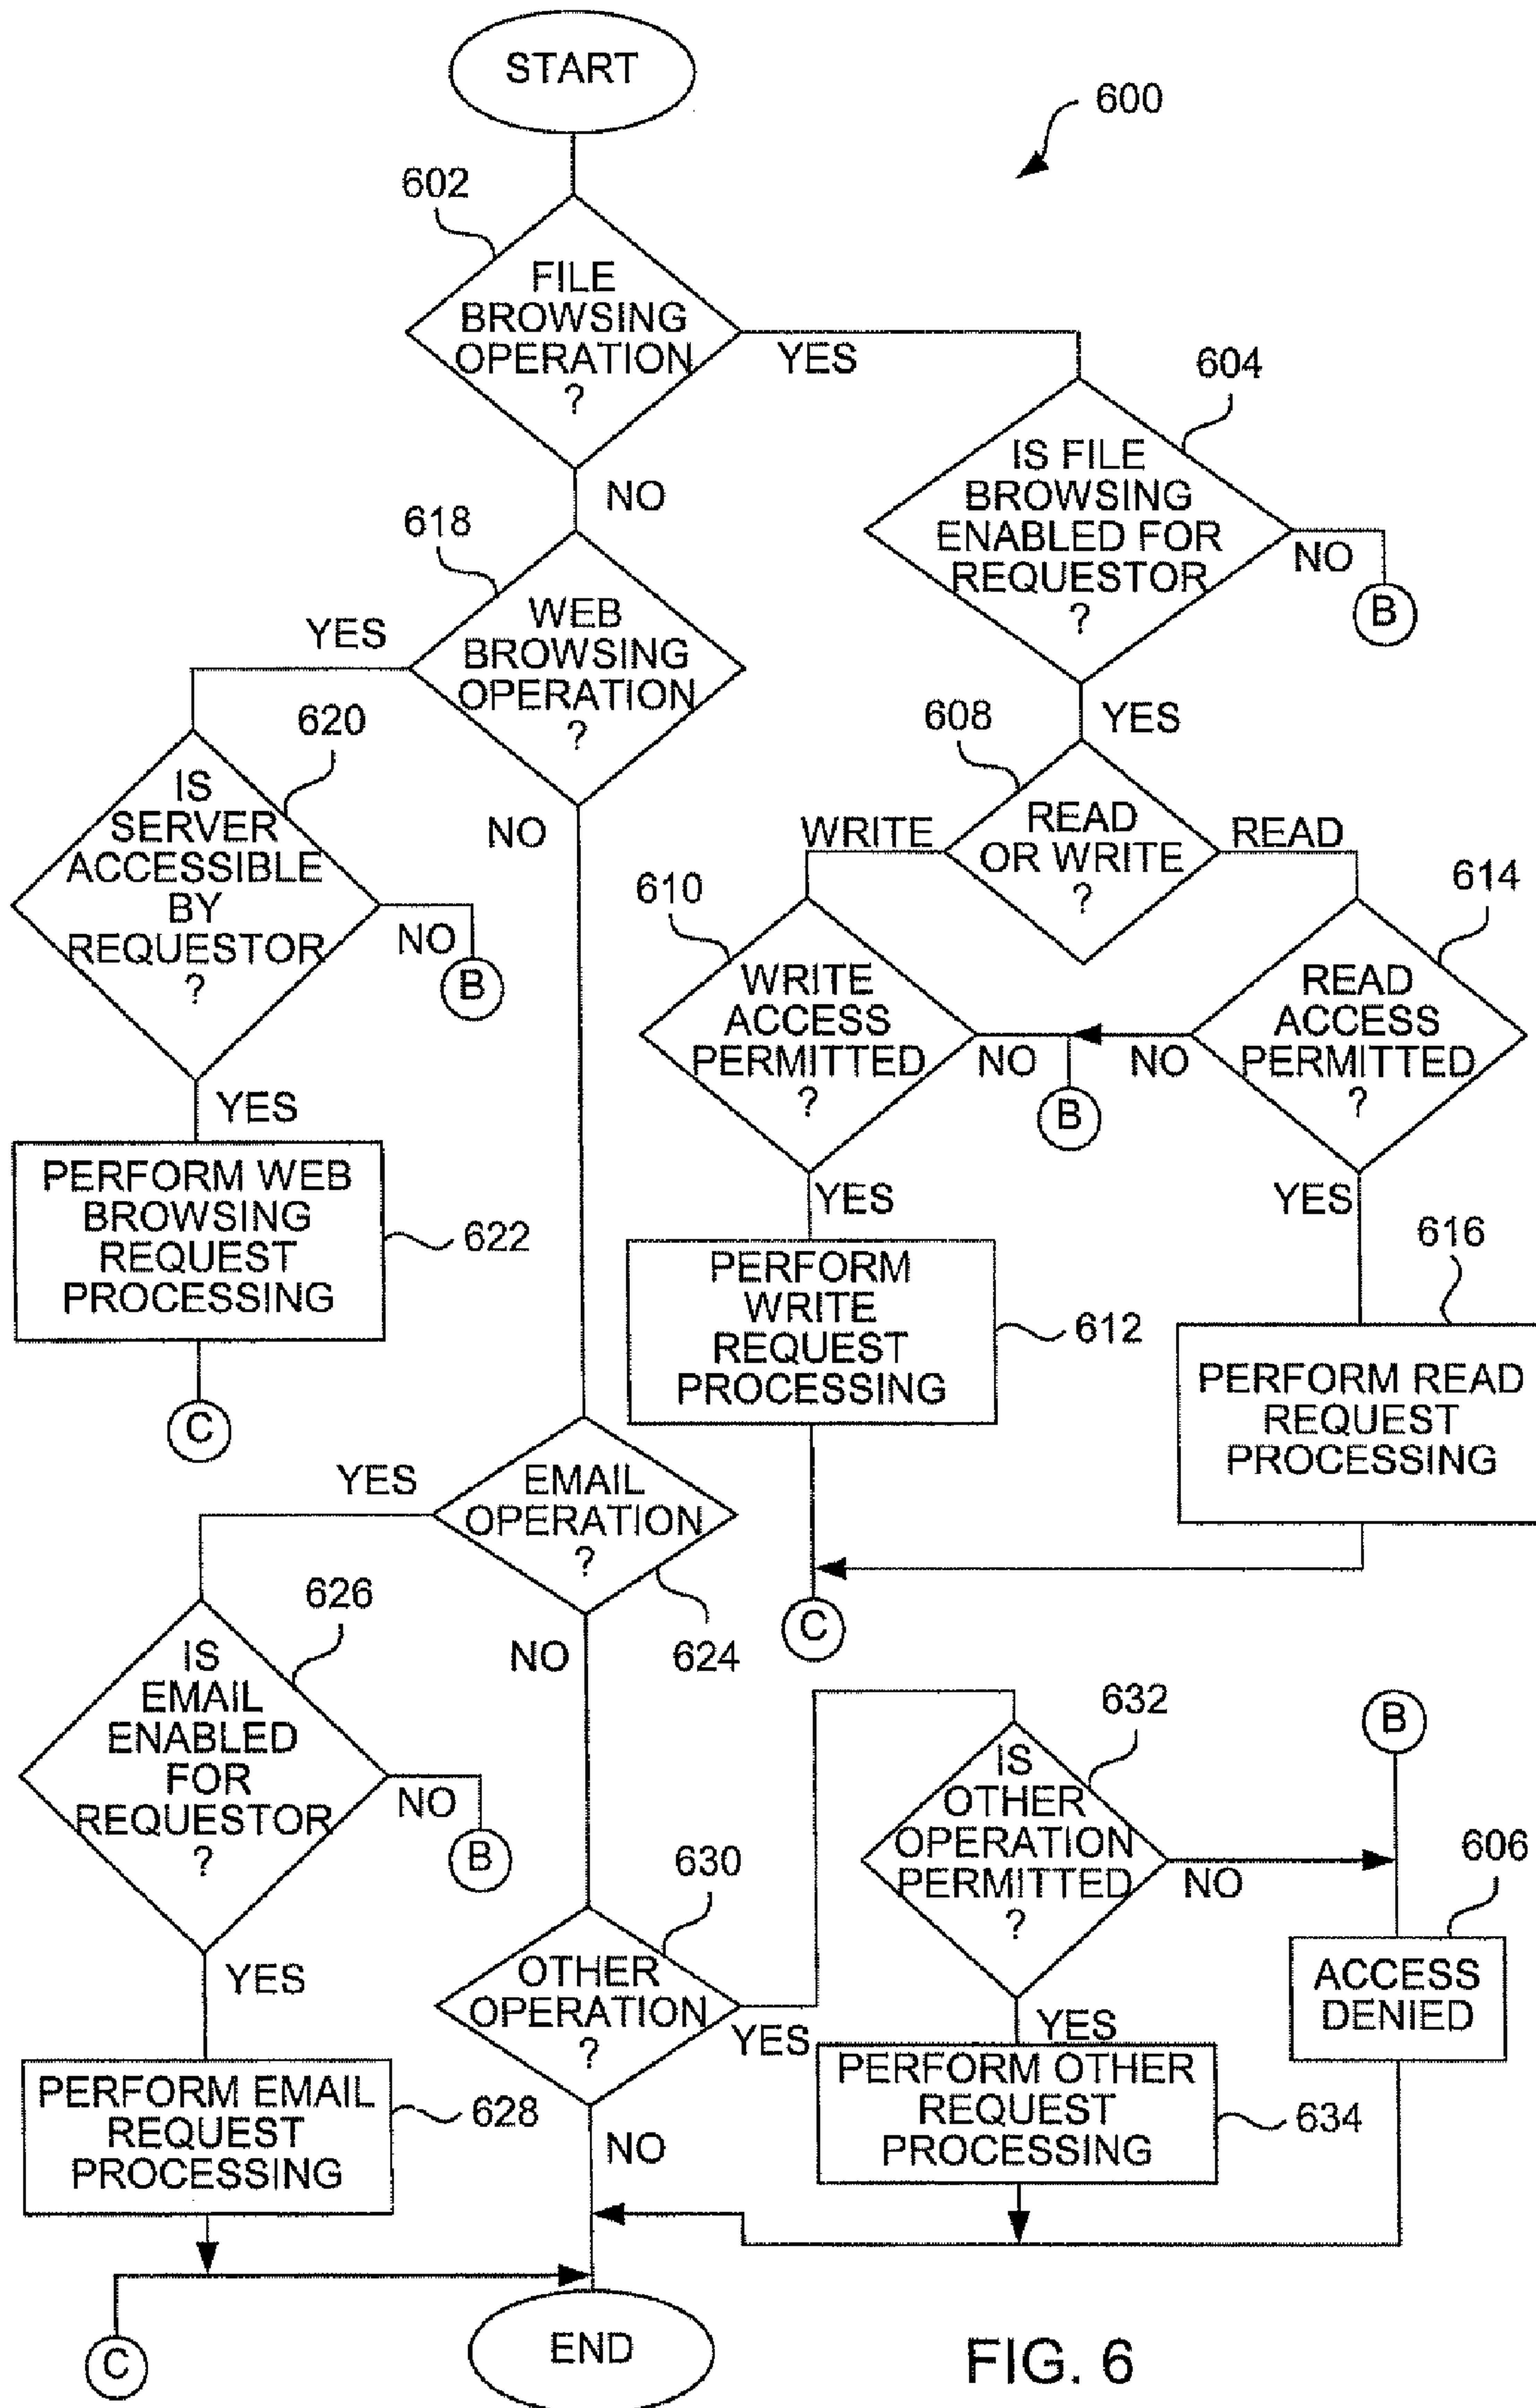 START
600
602
FILE
BROWSING
OPERATION
?
YES
NO
604
IS FILE
BROWSING
ENABLED FOR
REQUESTOR
?
NO
B
YES
618
WEB
BROWSING
OPERATION
?
YES
NO
620
IS
SERVER
ACCESSIBLE
BY
REQUESTOR
?
NO
B
YES
PERFORM WEB
BROWSING
REQUEST
PROCESSING
622
C
608
READ
OR WRITE
?
WRITE
READ
610
WRITE
ACCESS
PERMITTED
?
NO
B
YES
614
READ
ACCESS
PERMITTED
?
NO
YES
PERFORM
WRITE
REQUEST
PROCESSING
612
616
PERFORM READ
REQUEST
PROCESSING
C
EMAIL
OPERATION
?
YES
NO
624
626
IS
EMAIL
ENABLED
FOR
REQUESTOR
?
NO
B
YES
PERFORM EMAIL
REQUEST
PROCESSING
628
630
OTHER
OPERATION
?
YES
NO
632
IS
OTHER
OPERATION
PERMITTED
?
NO
YES
B
606
ACCESS
DENIED
PERFORM OTHER
REQUEST
PROCESSING
634
C
END
FIG. 6